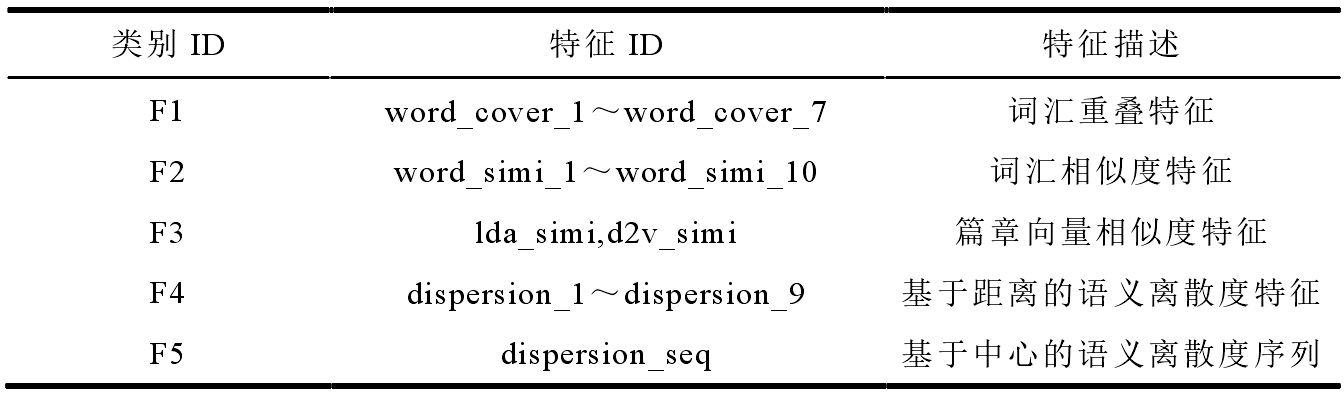 类别 ID 特征 ID 特征描述
F1 word_cover_1～word_cover_7 词汇重叠特征
F2 word_simi_1～word_simi_10 词汇相似度特征
F3 lda_simi,d2v_simi 篇章向量相似度特征
F4 dispersion_1～dispersion_9 基于距离的语义离散度特征
F5 dispersion_seq 基于中心的语义离散度序列